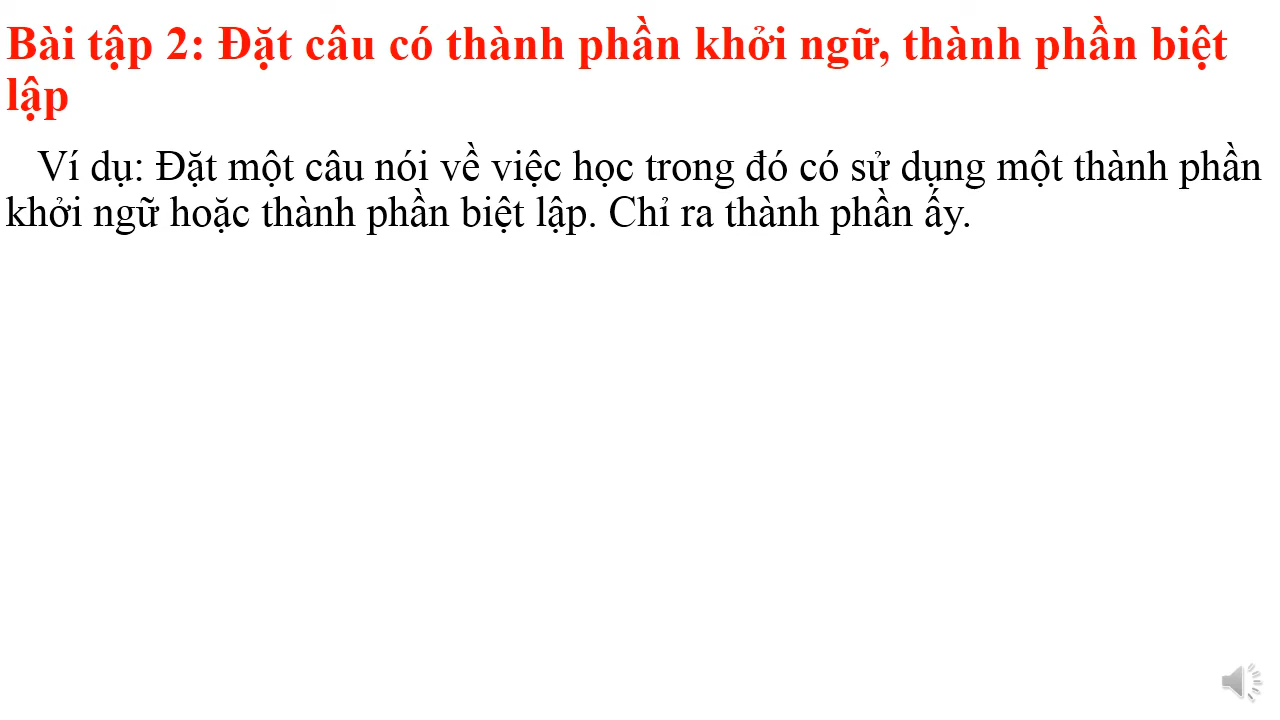 Bài tập 2: Đặt câu có thành phần khởi ngữ, thành phần biệt
lập
Ví dụ: Đặt một câu nói về việc học trong đó có sử dụng một thành phần
khởi ngữ hoặc thành phần biệt lập. Chỉ ra thành phần ấy.